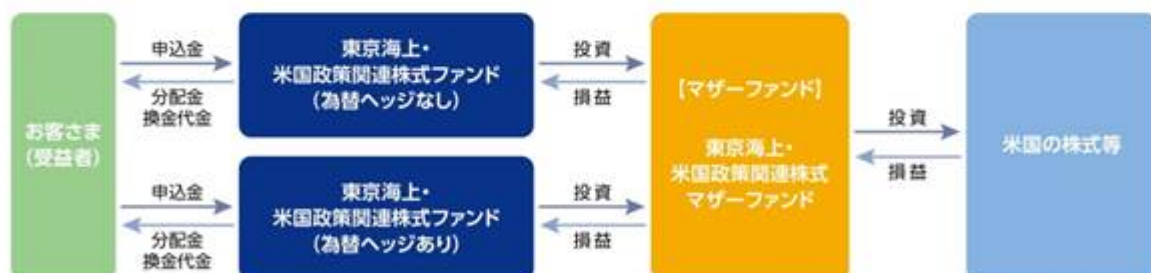 お客さま
(受益者)
申込金
分配金
換金代金
東京海上・
米国政策関連株式ファンド
(為替ヘッジなし)
投資
損益
申込金
分配金
換金代金
東京海上・
米国政策関連株式ファンド
(為替ヘッジあり)
投資
損益
【マザーファンド】
東京海上・
米国政策関連株式
マザーファンド
投資
損益
米国の株式等